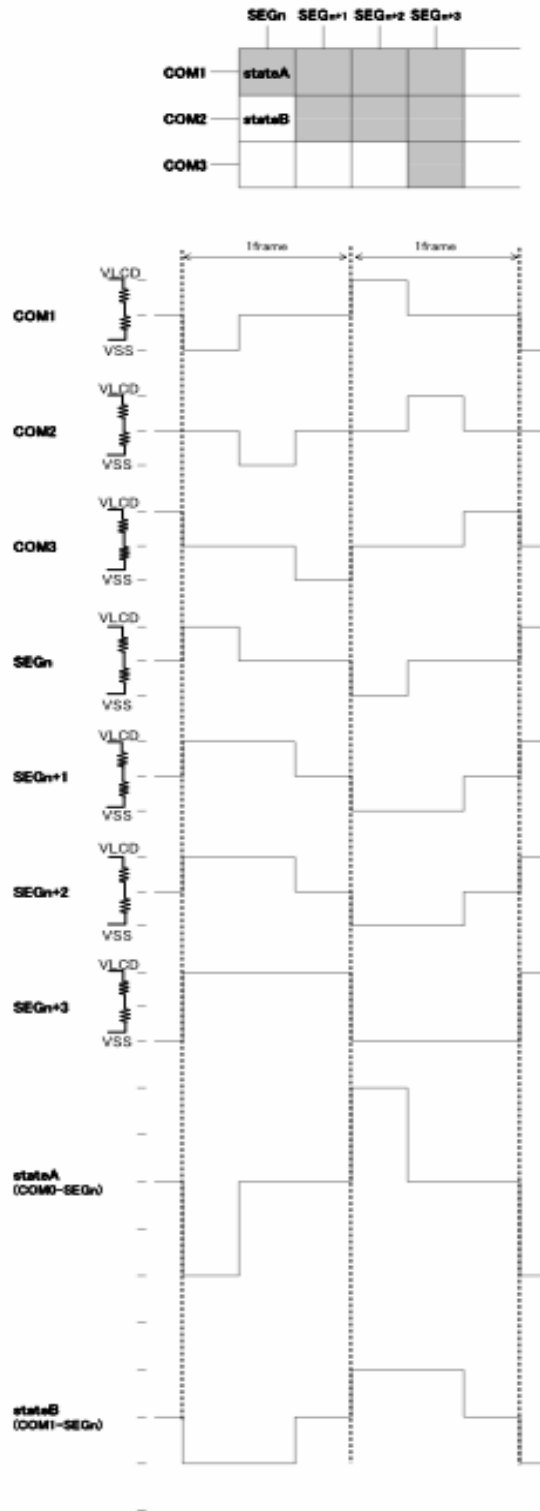 SEGn SEGn+1 SEGn+2 SEGn+3
COM1 stateA
COM2 stateB
COM3
1frame 1frame
VLCD
COM1
VSS
VLCD
COM2
VSS
VLCD
COM3
VSS
VLCD
SEGn
VSS
VLCD
SEGn+1
VSS
VLCD
SEGn+2
VSS
VLCD
SEGn+3
VSS
stateA
(COM0-SEGn)
stateB
(COM1-SEGn)